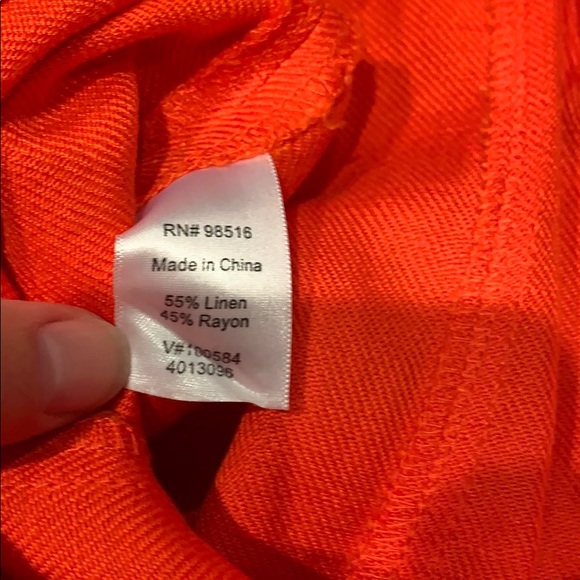 RN# 98516
Made in China
55% Linen
45% Rayon
V#100584
4013096